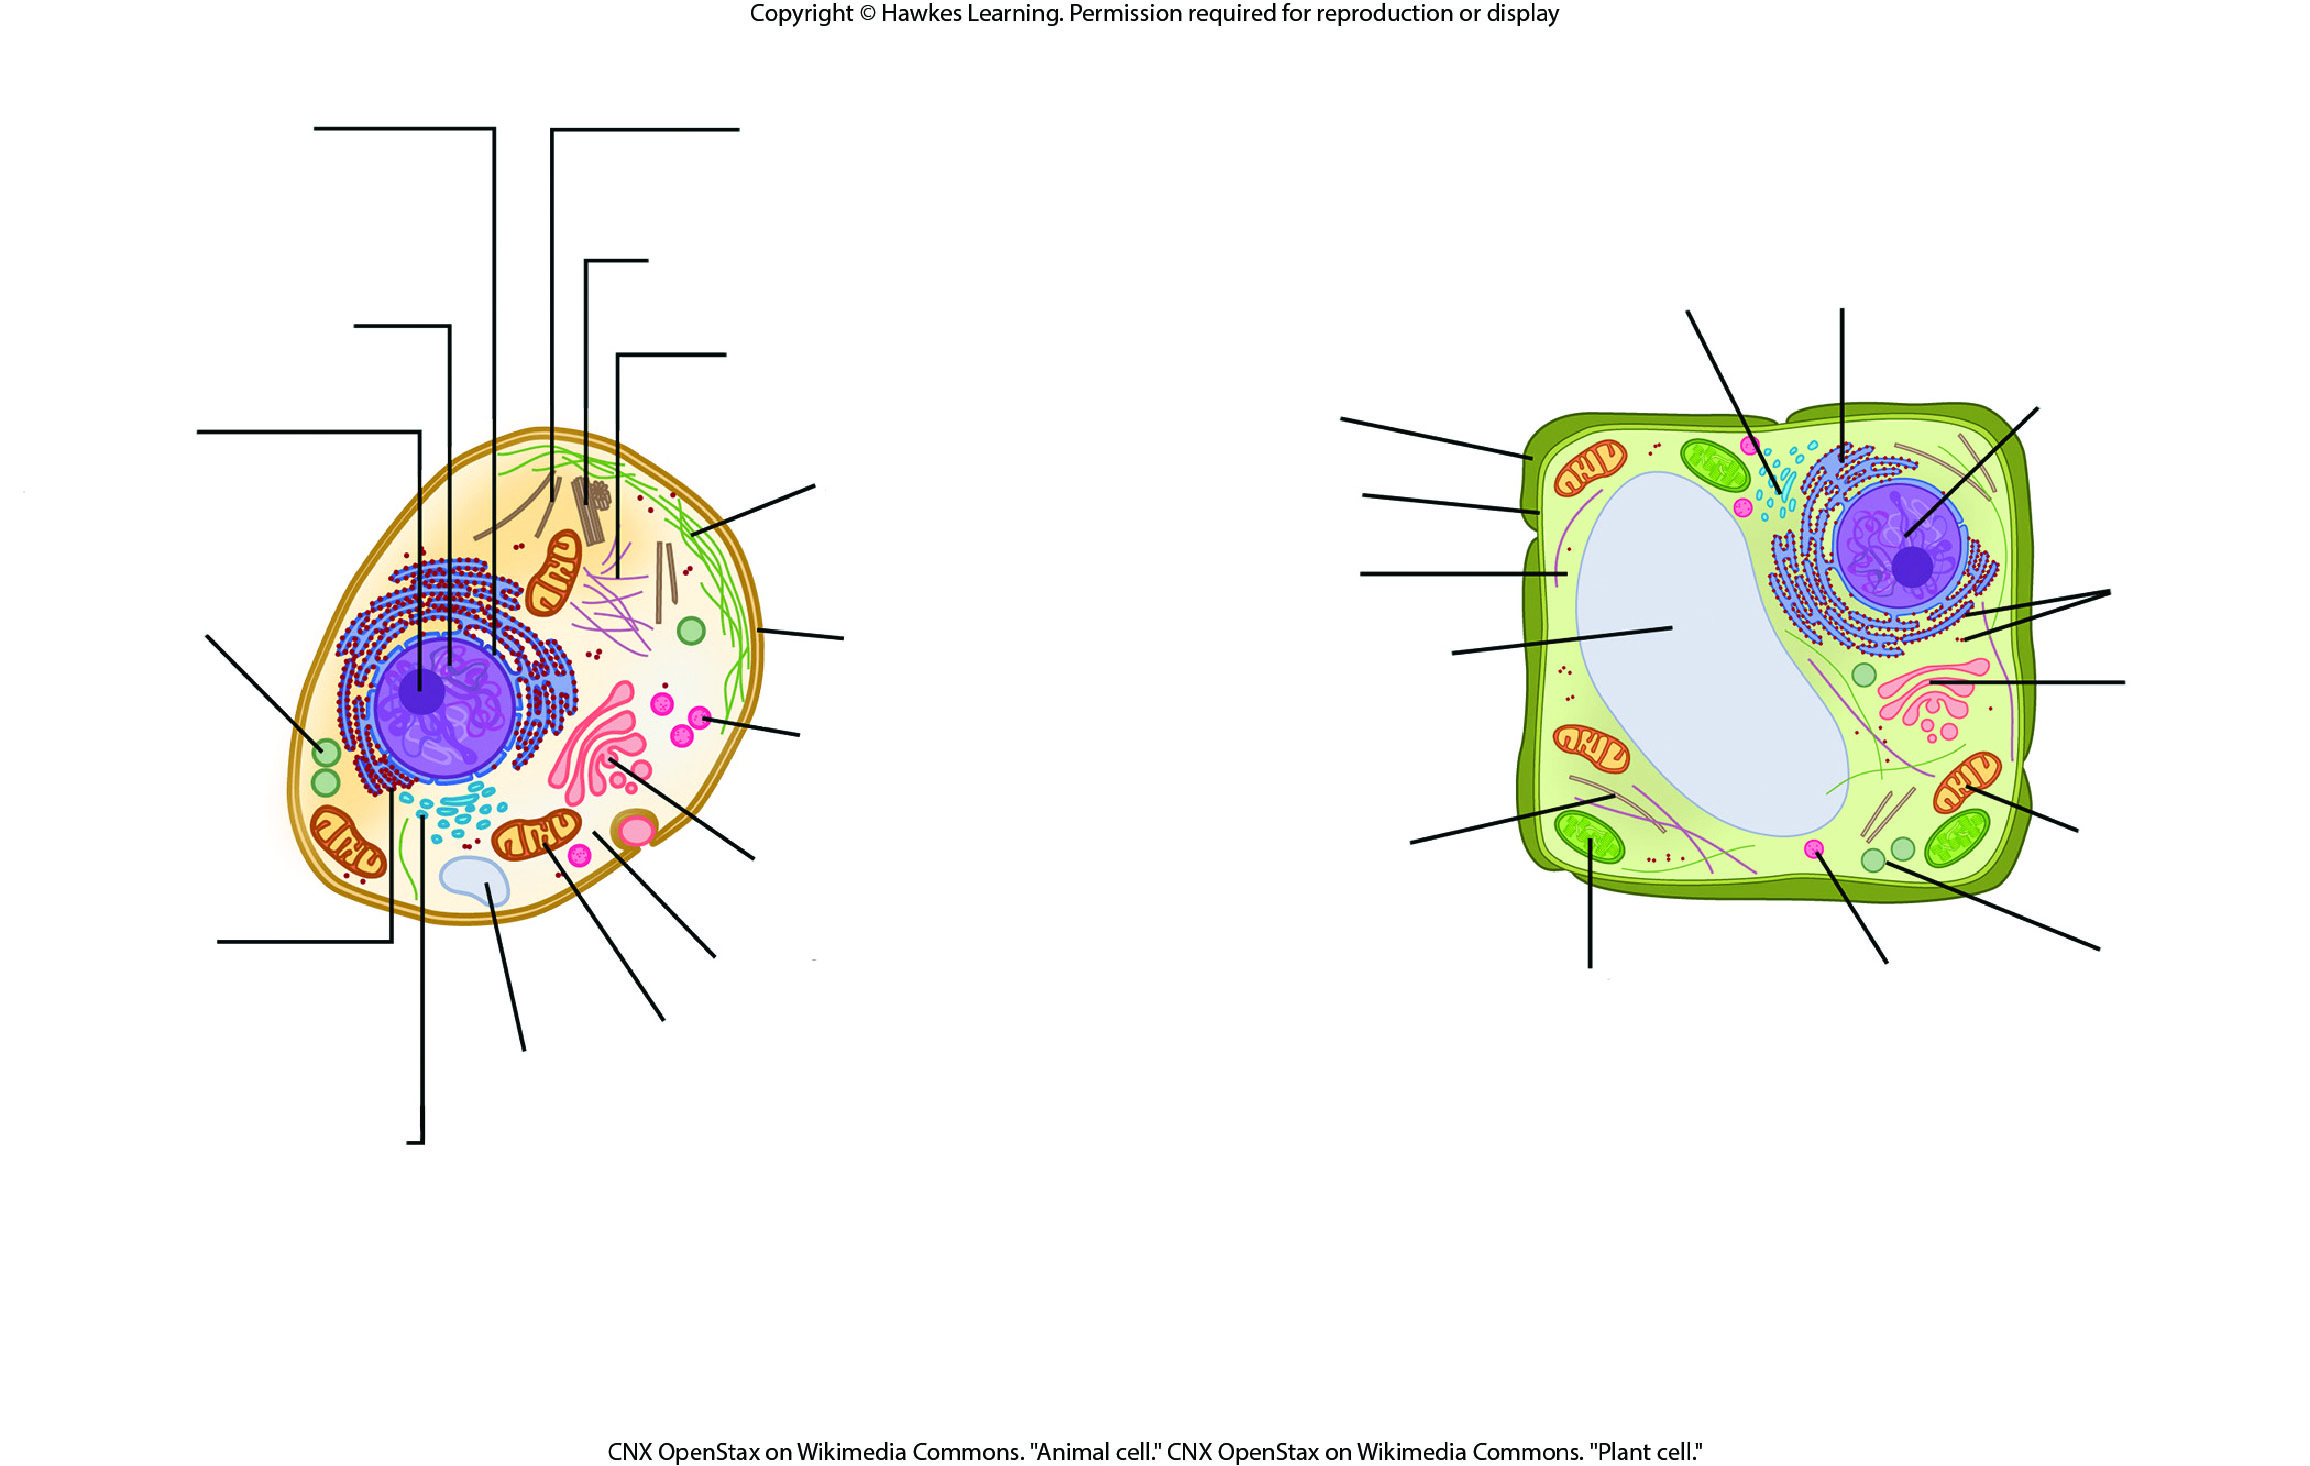 Copyright © Hawkes Learning. Permission required for reproduction or display
CNX OpenStax on Wikimedia Commons. "Animal cell." CNX OpenStax on Wikimedia Commons. "Plant cell."